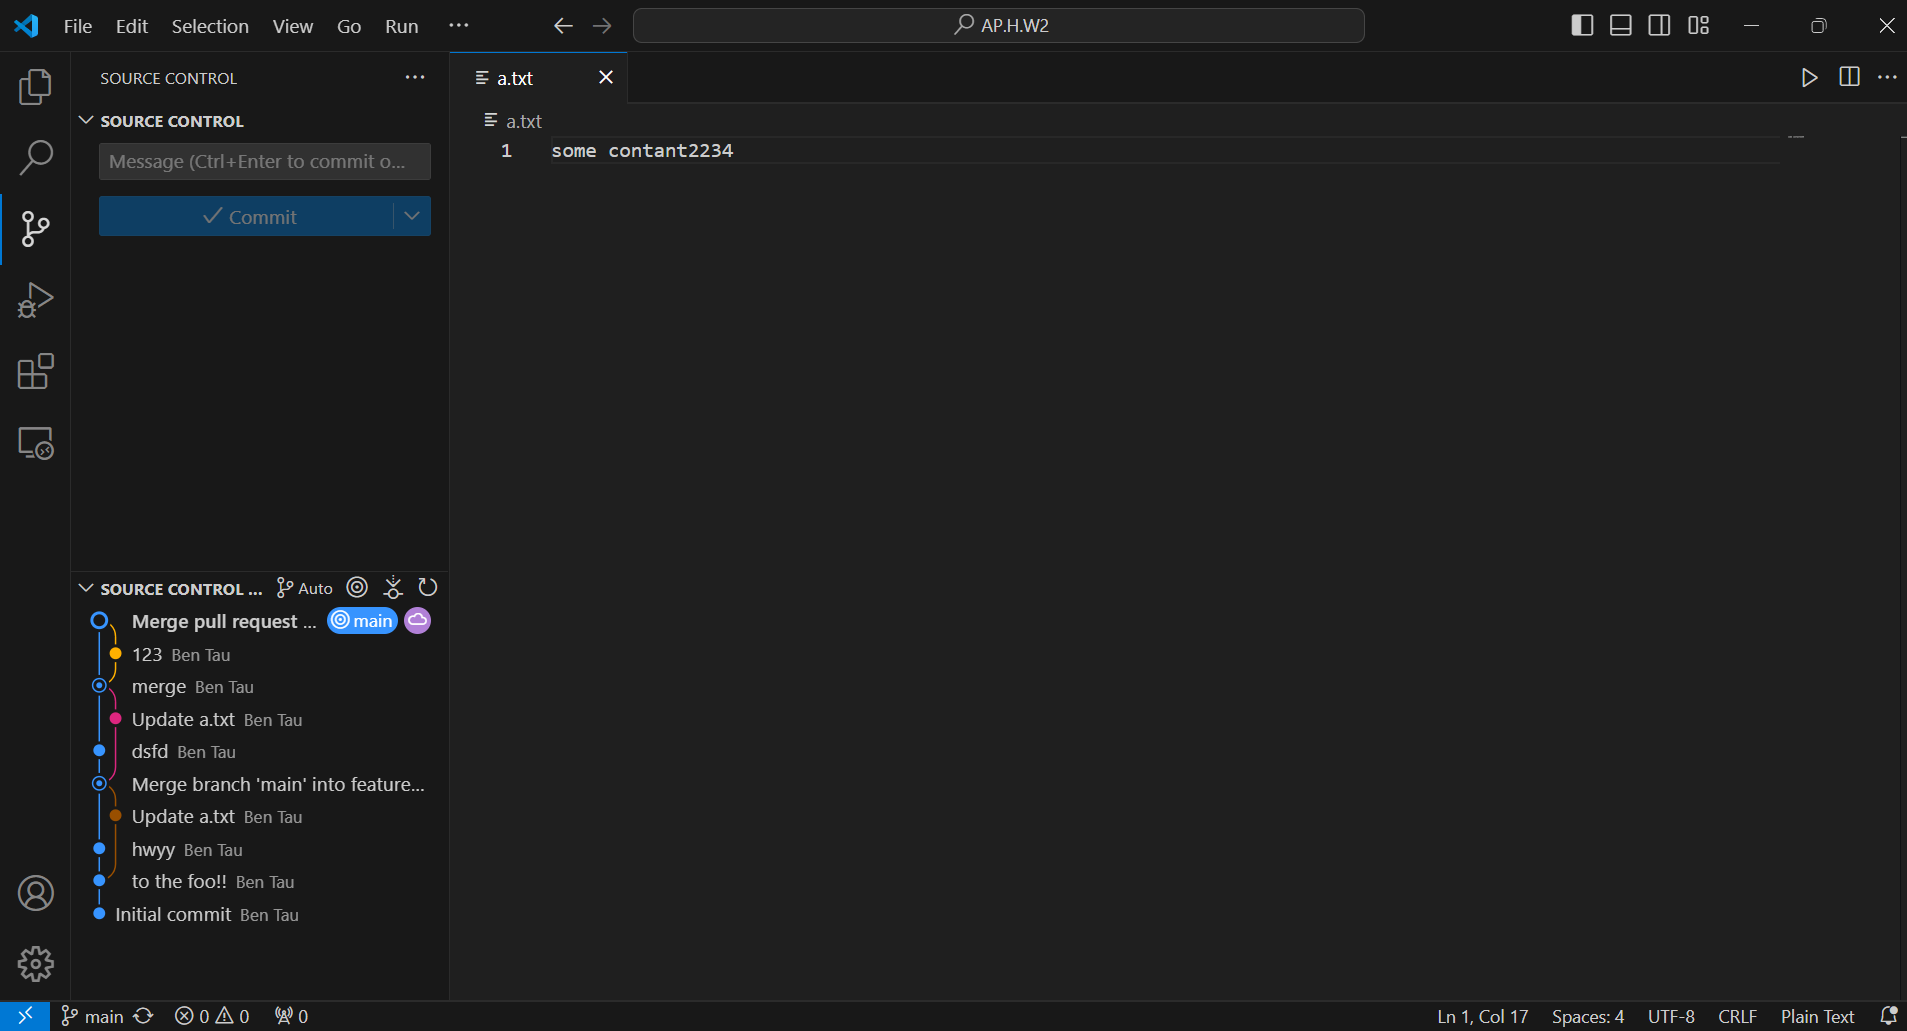 File Edit Selection View Go Run ···
AP.H.W2
SOURCE CONTROL ···
SOURCE CONTROL
Message (Ctrl+Enter to commit o...
Commit
a.txt
a.txt
1 some contant2234
SOURCE CONTROL ... Auto
Merge pull request ... main
123 Ben Tau
merge Ben Tau
Update a.txt Ben Tau
dsfd Ben Tau
Merge branch 'main' into feature...
Update a.txt Ben Tau
hwyy Ben Tau
to the foo!! Ben Tau
Initial commit Ben Tau
main 0 0 0
Ln 1, Col 17 Spaces: 4 UTF-8 CRLF Plain Text